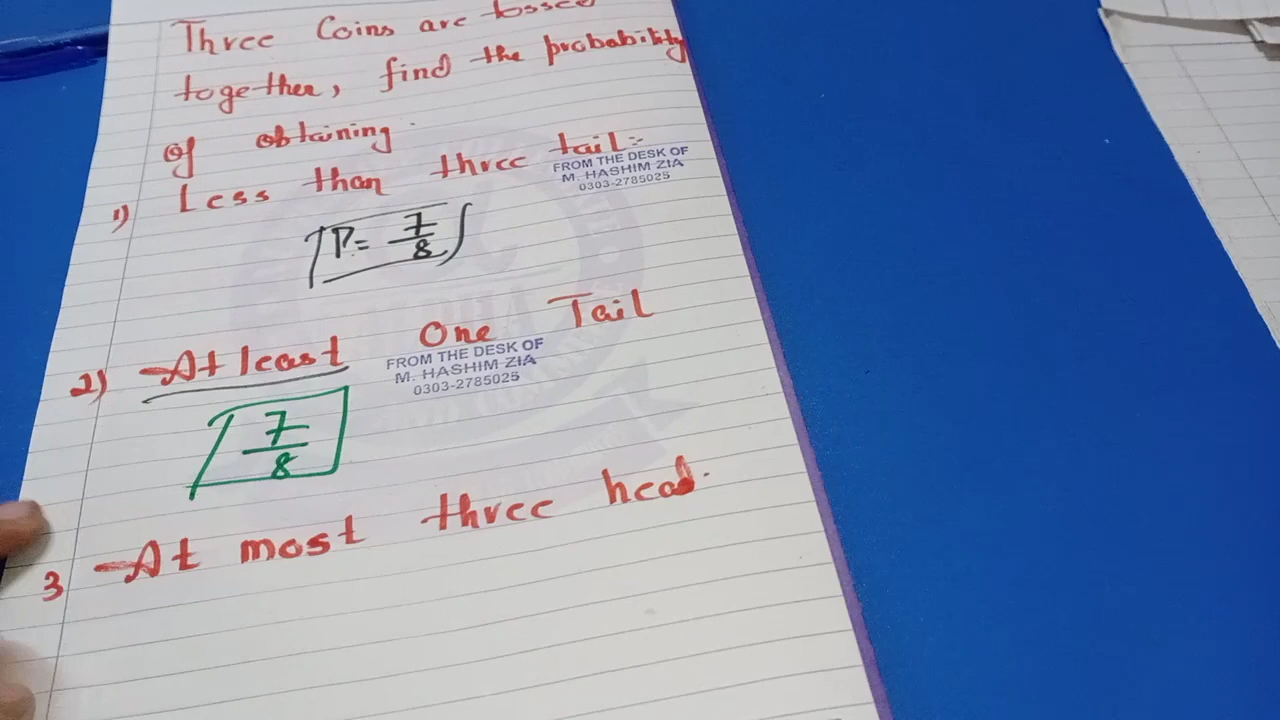 Three Coins are tossed
together, find the probability
of obtaining.
1) Less than three tail:-
FROM THE DESK OF
M. HASHIM ZIA
0303-2785025
P = 7/8
2) At least One Tail
FROM THE DESK OF
M. HASHIM ZIA
0303-2785025
7/8
3 At most three head.